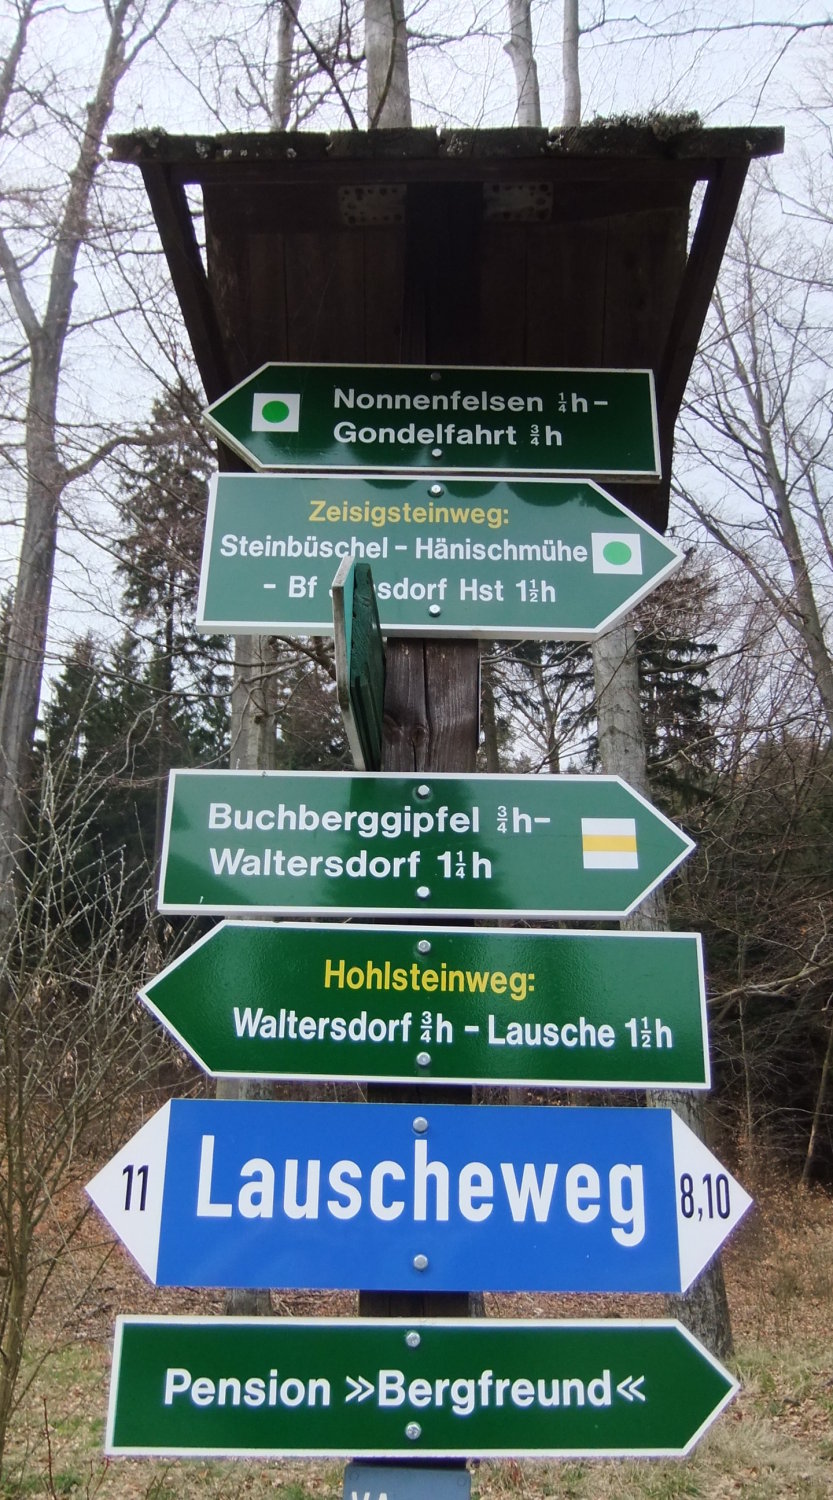 Nonnenfelsen ¼h–
Gondelfahrt ¾h
Zeisigsteinweg:
Steinbüschel – Hänischmühe
– Bf Hst 1½h
Buchberggipfel ¾h–
Waltersdorf 1¼h
Hohlsteinweg:
Waltersdorf ¾h – Lausche 1½h
11 Lauscheweg 8,10
Pension »Bergfreund«